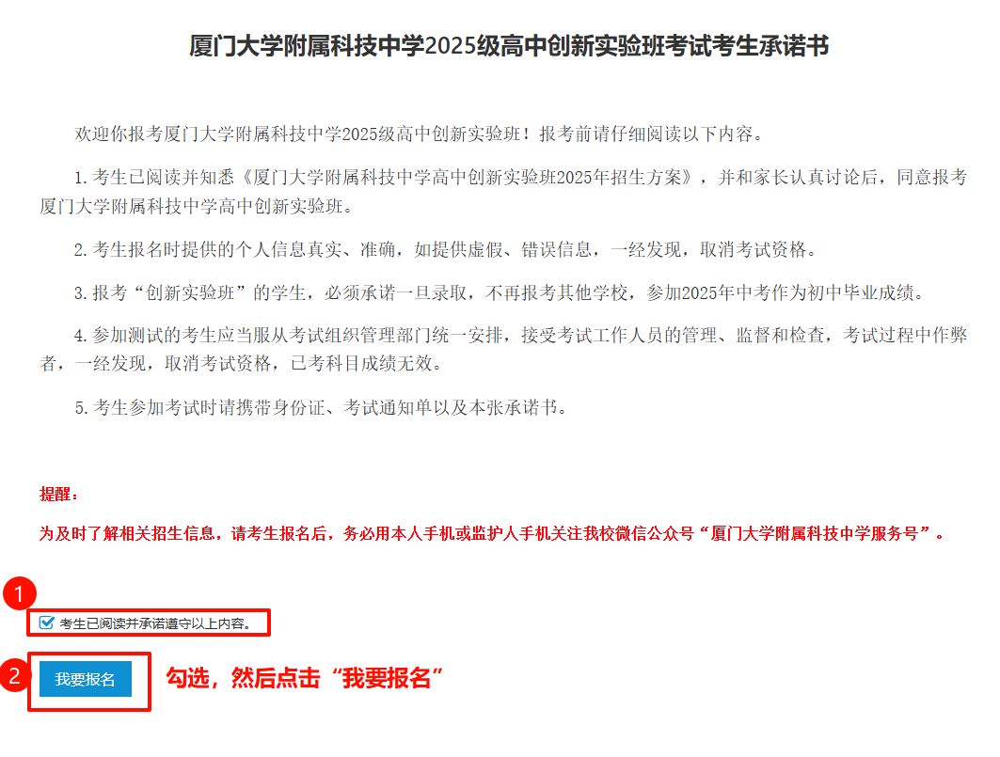 厦门大学附属科技中学2025级高中创新实验班考试考生承诺书
欢迎你报考厦门大学附属科技中学2025级高中创新实验班！报考前请仔细阅读以下内容。
1.考生已阅读并知悉《厦门大学附属科技中学高中创新实验班2025年招生方案》，并和家长认真讨论后，同意报考
厦门大学附属科技中学高中创新实验班。
2.考生报名时提供的个人信息真实、准确，如提供虚假、错误信息，一经发现，取消考试资格。
3.报考“创新实验班”的学生，必须承诺一旦录取，不再报考其他学校，参加2025年中考作为初中毕业成绩。
4.参加测试的考生应当服从考试组织管理部门统一安排，接受考试工作人员的管理、监督和检查，考试过程中作弊
者，一经发现，取消考试资格，已考科目成绩无效。
5.考生参加考试时请携带身份证、考试通知单以及本张承诺书。
提醒：
为及时了解相关招生信息，请考生报名后，务必用本人手机或监护人手机关注我校微信公众号“厦门大学附属科技中学服务号”。
1
考生已阅读并承诺遵守以上内容。
2 我要报名 勾选，然后点击“我要报名”